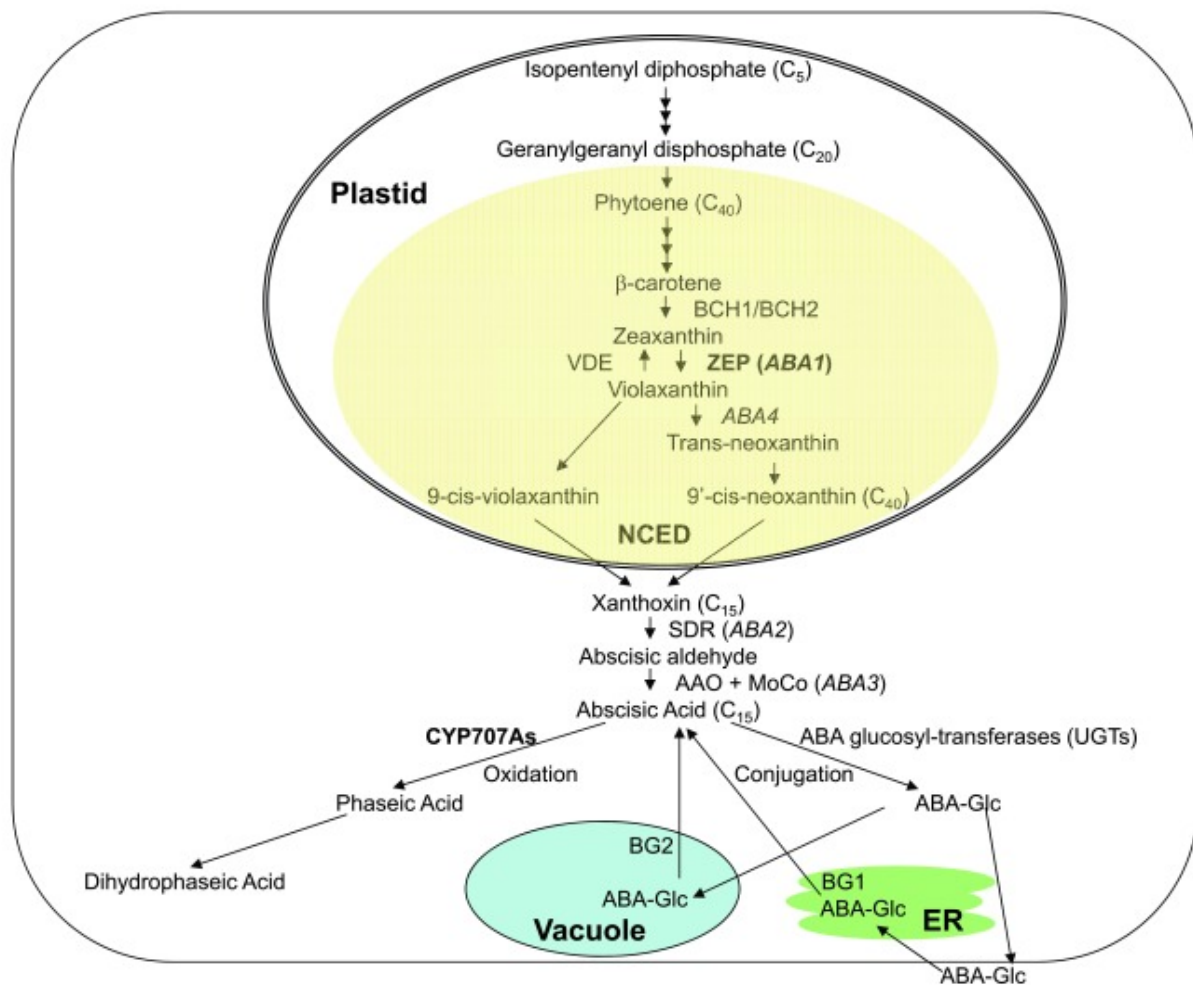 Isopentenyl diphosphate (C₅)
Geranylgeranyl disphosphate (C₂₀)
Plastid
Phytoene (C₄₀)
β-carotene
BCH1/BCH2
Zeaxanthin
VDE
ZEP (ABA1)
Violaxanthin
ABA4
Trans-neoxanthin
9-cis-violaxanthin
9'-cis-neoxanthin (C₄₀)
NCED
Xanthoxin (C₁₅)
SDR (ABA2)
Abscisic aldehyde
AAO + MoCo (ABA3)
Abscisic Acid (C₁₅)
CYP707As
ABA glucosyl-transferases (UGTs)
Oxidation
Conjugation
Phaseic Acid
ABA-Glc
BG2
Dihydrophaseic Acid
ABA-Glc
Vacuole
BG1
ABA-Glc
ER
ABA-Glc